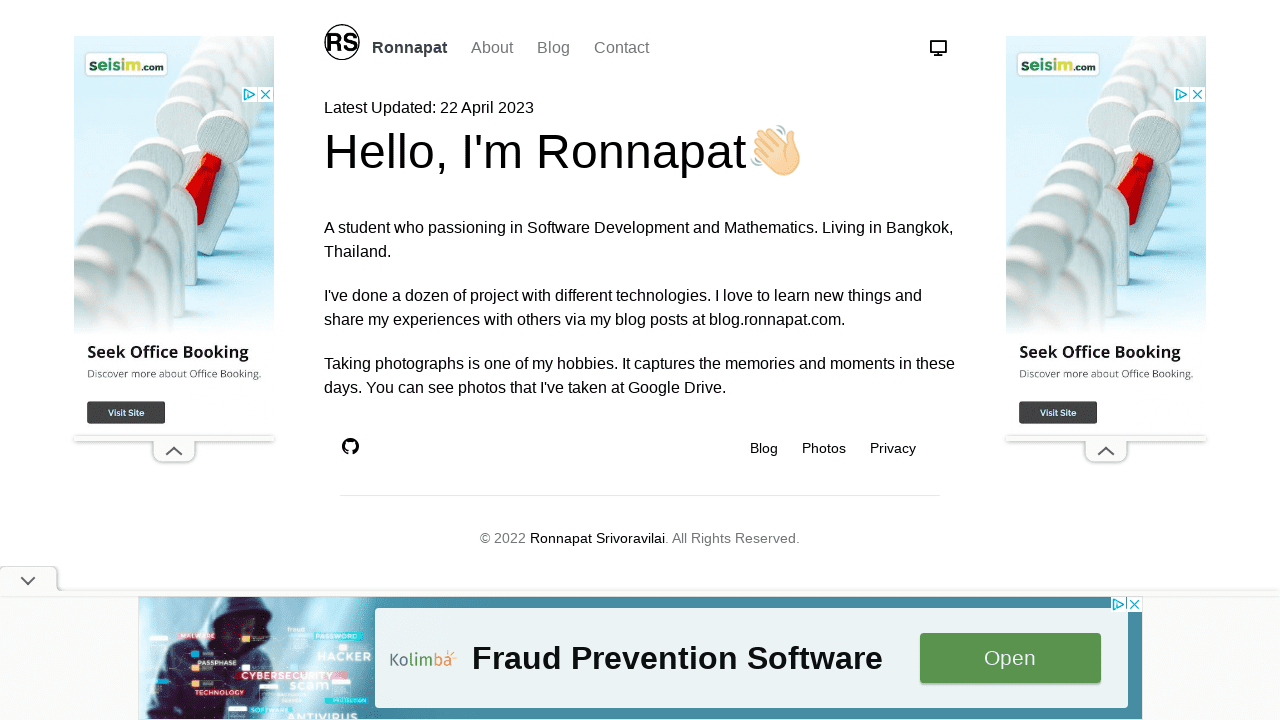 RS
Ronnapat About Blog Contact
Latest Updated: 22 April 2023
Hello, I'm Ronnapat
A student who passioning in Software Development and Mathematics. Living in Bangkok,
Thailand.
I've done a dozen of project with different technologies. I love to learn new things and
share my experiences with others via my blog posts at blog.ronnapat.com.
Taking photographs is one of my hobbies. It captures the memories and moments in these
days. You can see photos that I've taken at Google Drive.
Blog Photos Privacy
© 2022 Ronnapat Srivoravilai. All Rights Reserved.
seisim.com
Seek Office Booking
Discover more about Office Booking.
Visit Site
seisim.com
Seek Office Booking
Discover more about Office Booking.
Visit Site
fraud
MALWARE
PASSWORD
HACKER
PASSPHASE
CYBERSECURITY
scam
TECHNOLOGY
SOFTWARE
ANTIVIRUS
Kolimba
Fraud Prevention Software
Open